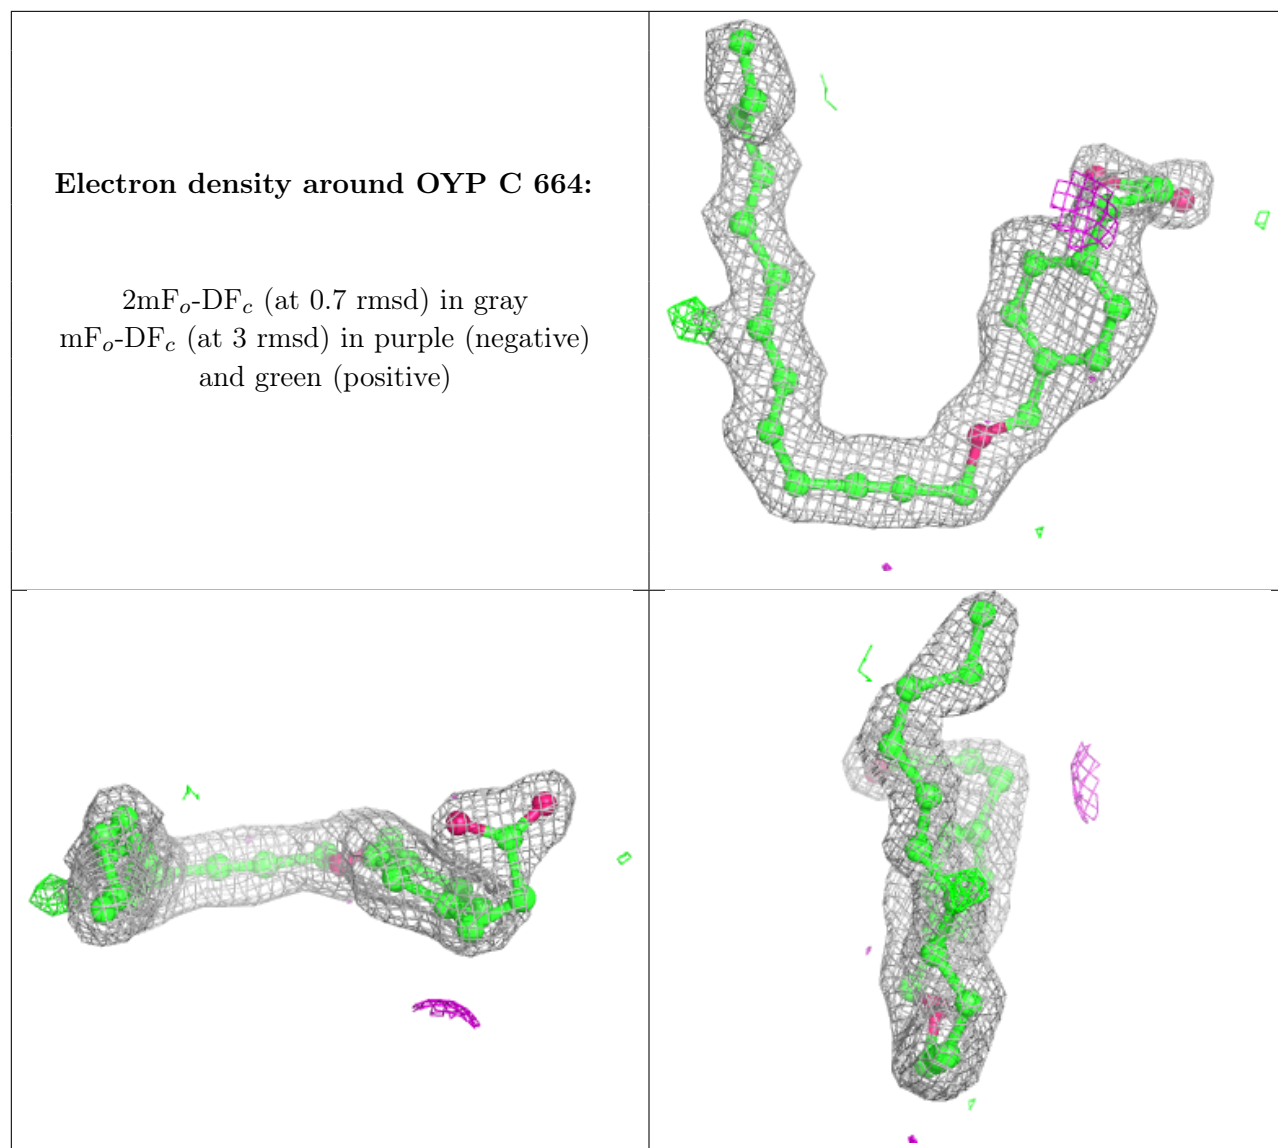 Electron density around OYP C 664:
2mFo-DFc (at 0.7 rmsd) in gray
mFo-DFc (at 3 rmsd) in purple (negative)
and green (positive)